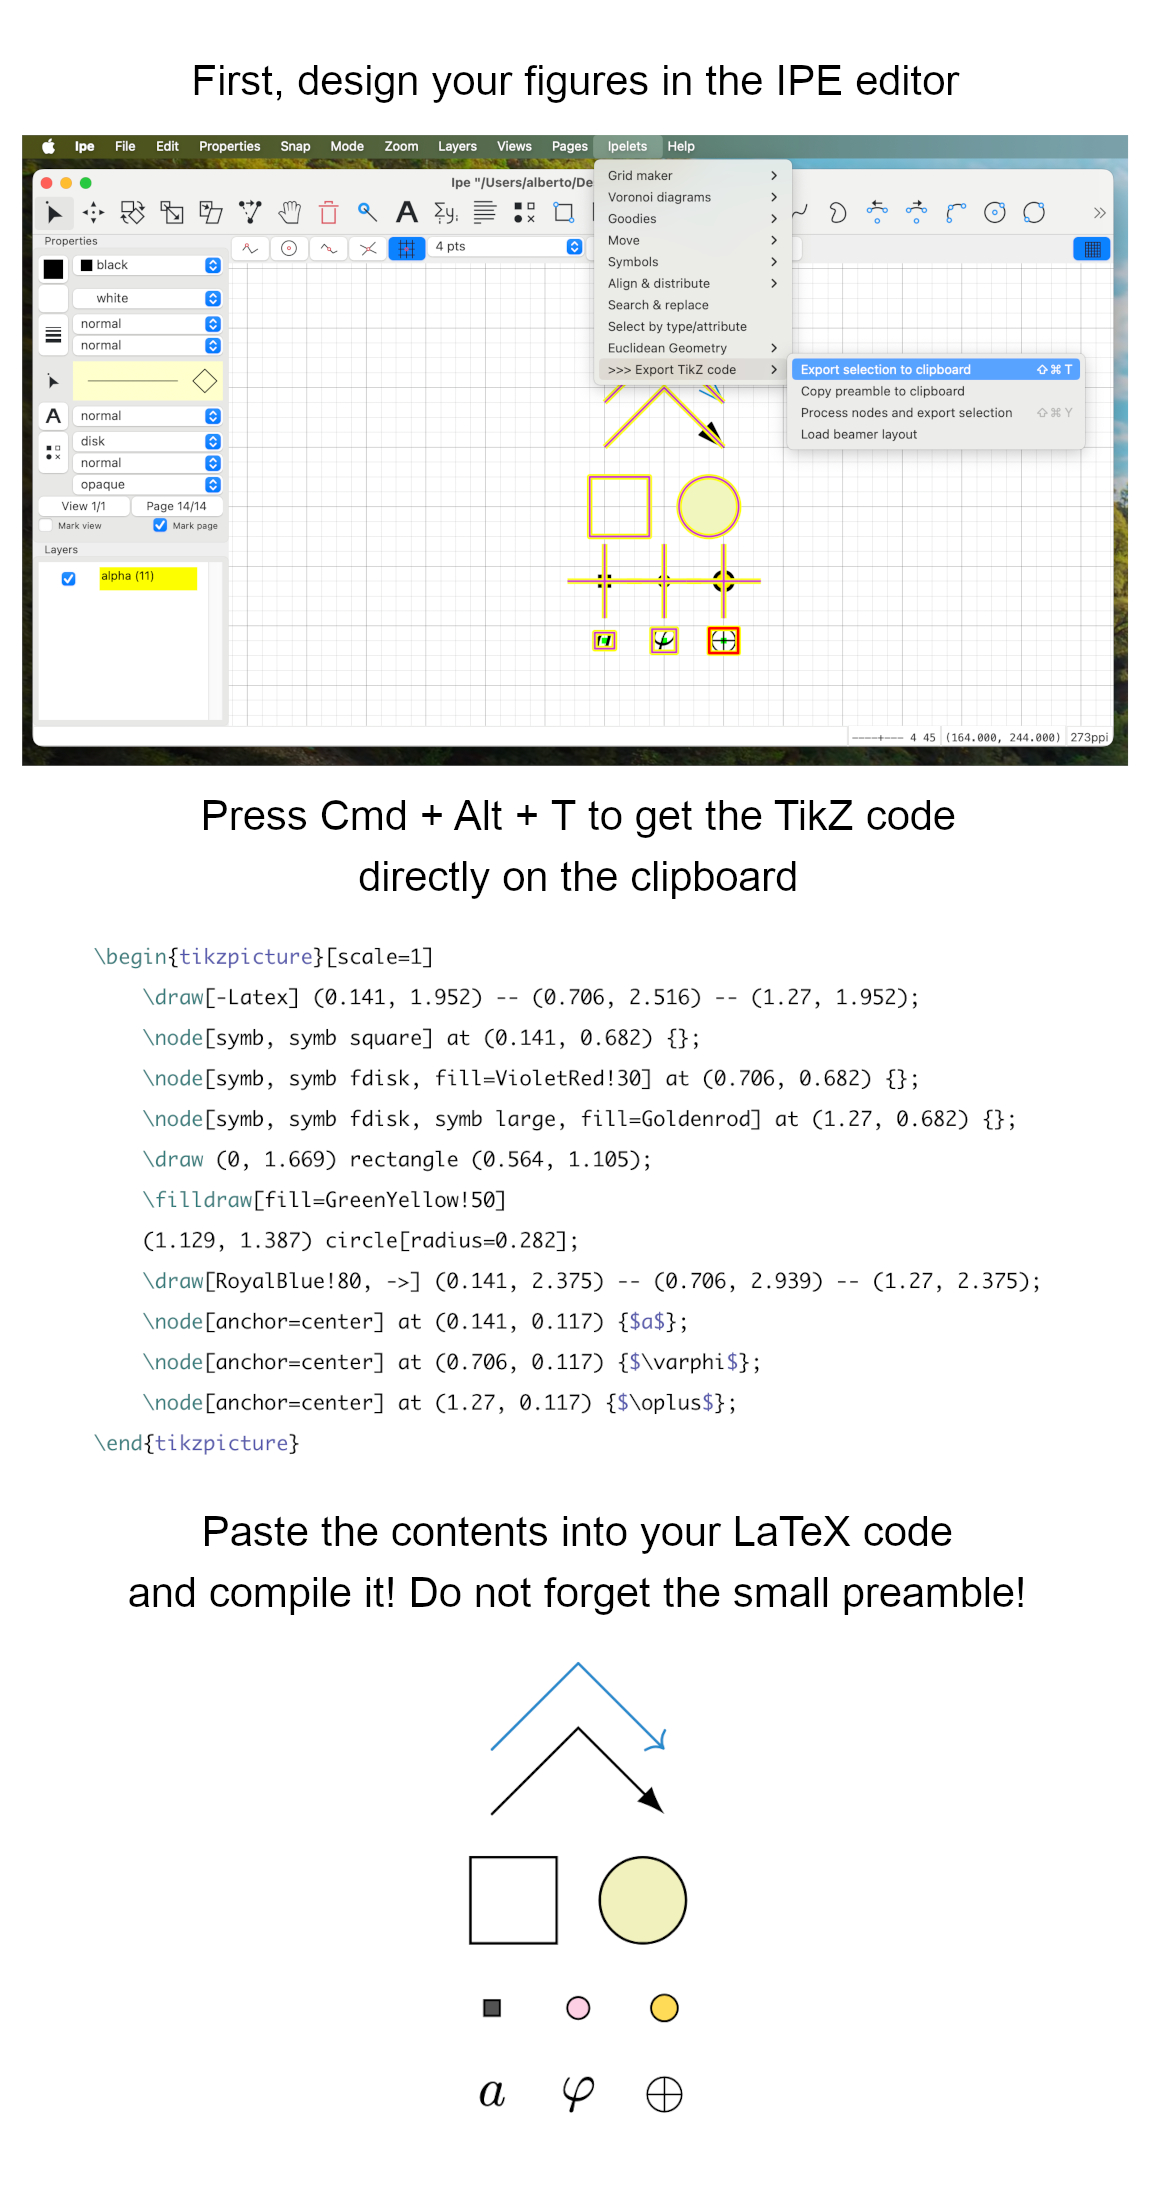 First, design your figures in the IPE editor
Ipe File Edit Properties Snap Mode Zoom Layers Views Pages Ipelets Help
Ipe "/Users/alberto/De
Grid maker
Voronoi diagrams
Goodies
Move
Symbols
Align & distribute
Search & replace
Select by type/attribute
Euclidean Geometry
>>> Export TikZ code
Export selection to clipboard ⇧⌘T
Copy preamble to clipboard
Process nodes and export selection ⇧⌘Y
Load beamer layout
Properties
4 pts
black
white
normal
normal
normal
disk
normal
opaque
View 1/1 Page 14/14
Mark view Mark page
Layers
alpha (11)
----+--- 4 45 (164.000, 244.000) 273ppi
Press Cmd + Alt + T to get the TikZ code
directly on the clipboard
\begin{tikzpicture}[scale=1]
\draw[-Latex] (0.141, 1.952) -- (0.706, 2.516) -- (1.27, 1.952);
\node[symb, symb square] at (0.141, 0.682) {};
\node[symb, symb fdisk, fill=VioletRed!30] at (0.706, 0.682) {};
\node[symb, symb fdisk, symb large, fill=Goldenrod] at (1.27, 0.682) {};
\draw (0, 1.669) rectangle (0.564, 1.105);
\filldraw[fill=GreenYellow!50]
(1.129, 1.387) circle[radius=0.282];
\draw[RoyalBlue!80, ->] (0.141, 2.375) -- (0.706, 2.939) -- (1.27, 2.375);
\node[anchor=center] at (0.141, 0.117) {$a$};
\node[anchor=center] at (0.706, 0.117) {$\varphi$};
\node[anchor=center] at (1.27, 0.117) {$\oplus$};
\end{tikzpicture}
Paste the contents into your LaTeX code
and compile it! Do not forget the small preamble!
a φ ⊕